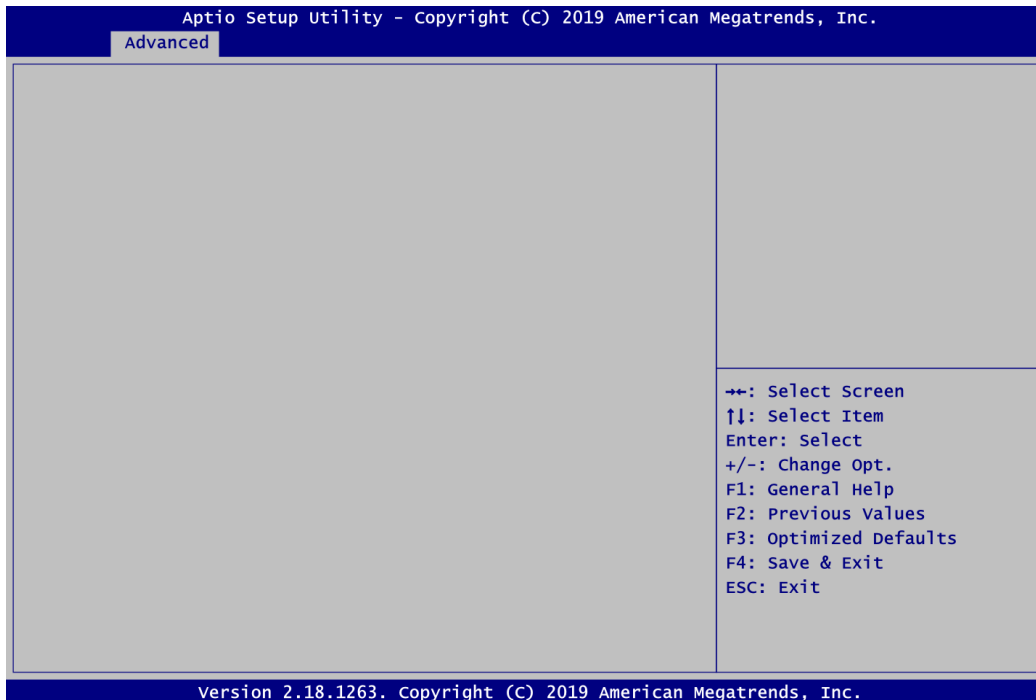 Aptio Setup Utility – Copyright (C) 2019 American Megatrends, Inc.
Advanced
→←: Select Screen
↑↓: Select Item
Enter: Select
+/-: Change Opt.
F1: General Help
F2: Previous Values
F3: Optimized Defaults
F4: Save & Exit
ESC: Exit
Version 2.18.1263. Copyright (C) 2019 American Megatrends, Inc.